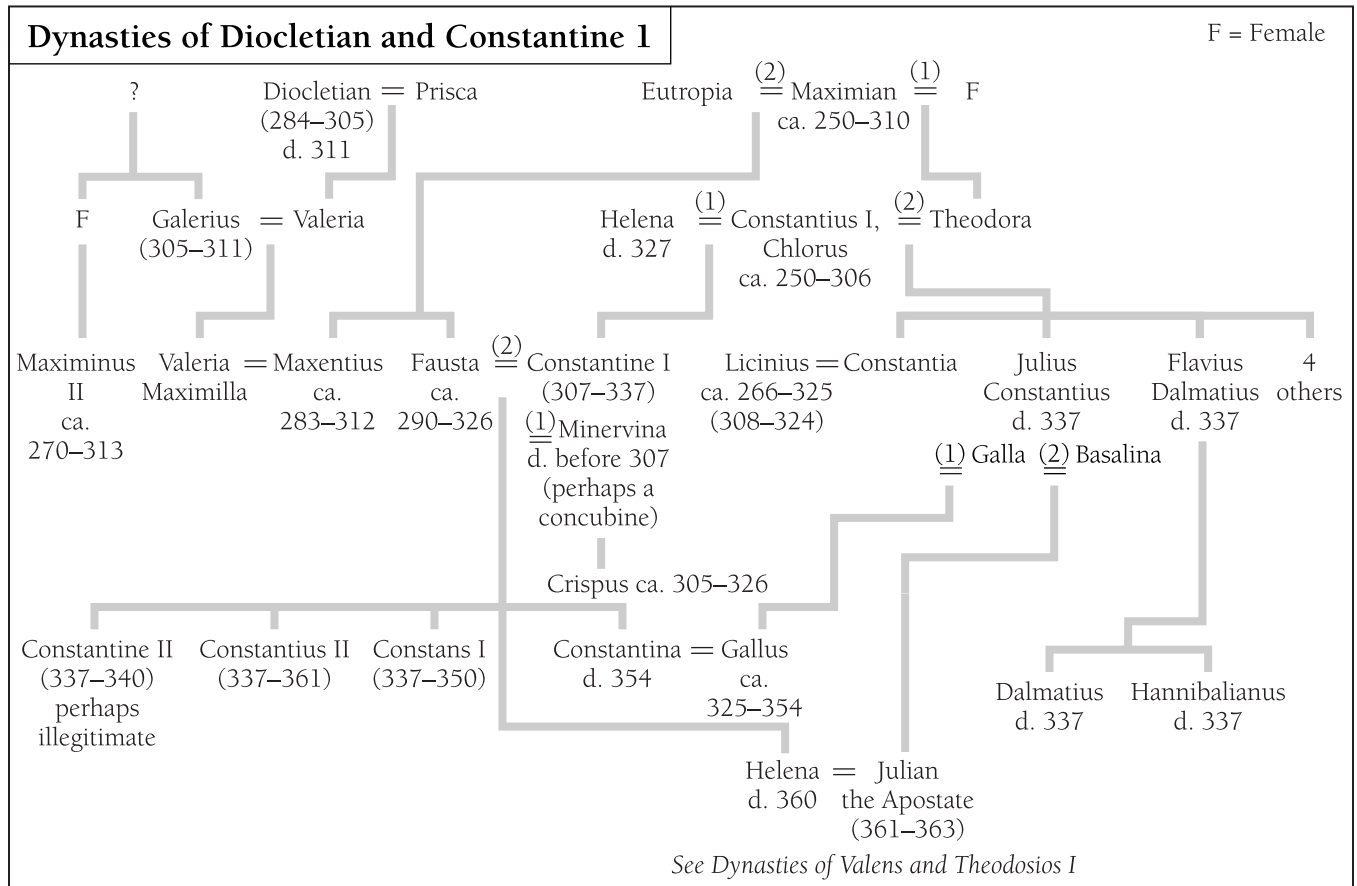 Dynasties of Diocletian and Constantine 1
F = Female
? Diocletian = Prisca Eutropia (2) = Maximian (1) = F
(284–305) ca. 250–310
d. 311
F Galerius = Valeria Helena (1) = Constantius I, (2) = Theodora
(305–311) d. 327 Chlorus
ca. 250–306
Maximinus Valeria = Maxentius Fausta (2) = Constantine I Licinius = Constantia Julius Flavius 4
II Maximilla ca. ca. (307–337) ca. 266–325 Constantius Dalmatius others
ca. 283–312 290–326 (308–324) d. 337 d. 337
270–313
(1) = Minervina
(1) = Galla (2) = Basalina
d. before 307
(perhaps a
concubine)
Crispus ca. 305–326
Constantine II Constantius II Constans I Constantina = Gallus
(337–340) (337–361) (337–350) d. 354 ca.
perhaps 325–354
illegitimate
Dalmatius Hannibalianus
d. 337 d. 337
Helena = Julian
d. 360 the Apostate
(361–363)
See Dynasties of Valens and Theodosios I